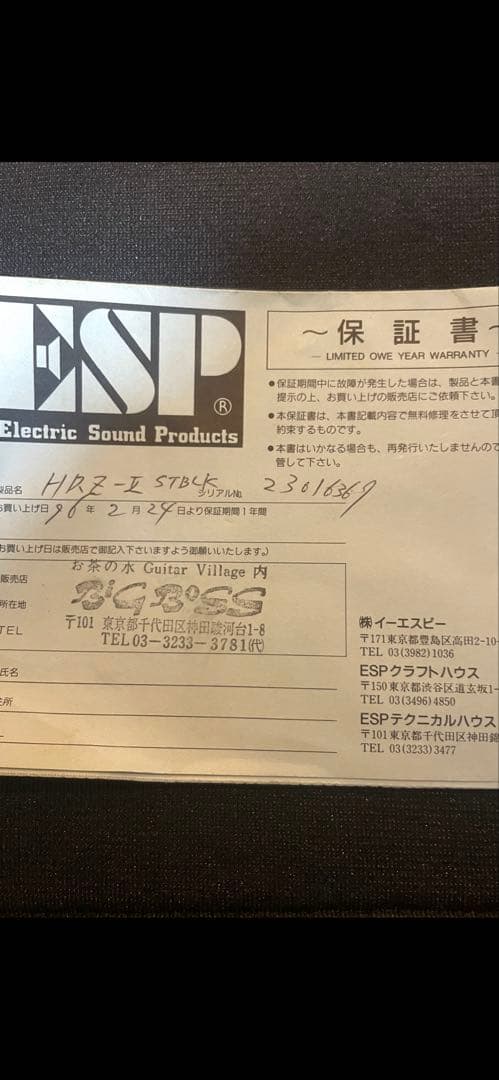 ESP®
Electric Sound Products
～保証書～
LIMITED OWE YEAR WARRANTY
●保証期間中に故障が発生した場合は、製品と本書
提示の上、お買い上げの販売店にご依頼下さい。
●本保証書は、本書記載内容で無料修理をさせて頂
約束するものです。
●本書はいかなる場合も、再発行いたしませんので
管して下さい。
製品名 HRZ-II STBLK シリアル№ 23016369
お買い上げ日 96年 2月 24日より保証期間1年間
お買い上げ日は販売店で御記入下さいますよう御願いいたします。)
販売店
お茶の水 Guitar Village 内
BIG BOSS
所在地
〒101 東京都千代田区神田駿河台1-8
TEL
TEL 03-3233-3781(代)
氏名
住所
㈱イーエスピー
〒171東京都豊島区高田2-10-
TEL 03(3982)1036
ESPクラフトハウス
〒150東京都渋谷区道玄坂1-
TEL 03(3496)4850
ESPテクニカルハウス
〒101東京都千代田区神田錦
TEL 03(3233)3477